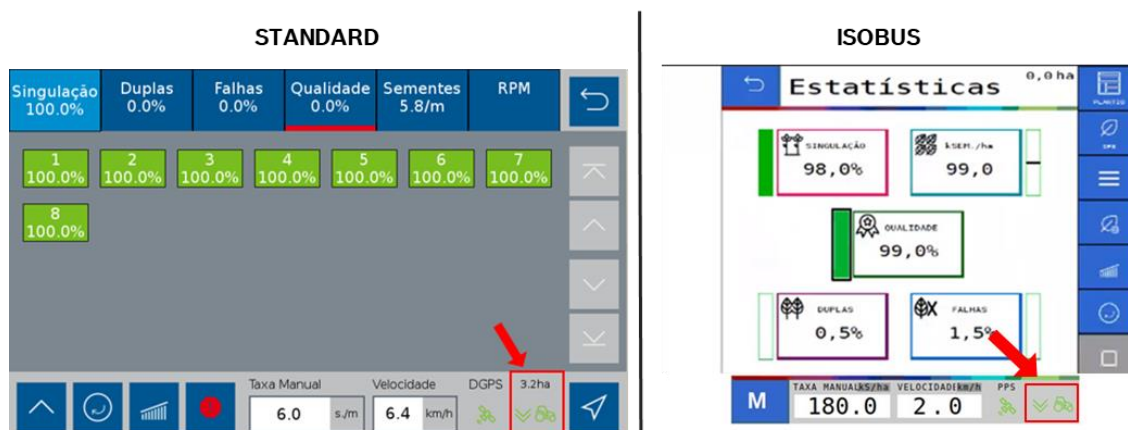 STANDARD
Singulação Duplas Falhas Qualidade Sementes RPM
100.0% 0.0% 0.0% 0.0% 5.8/m
1 2 3 4 5 6 7
100.0% 100.0% 100.0% 100.0% 100.0% 100.0% 100.0%
8
100.0%
Taxa Manual Velocidade DGPS 3.2ha
6.0 s./m 6.4 km/h
ISOBUS
Estatísticas 0,0ha
PLANTIO
SINGULAÇÃO kSEM./ha
98,0% 99,0
QUALIDADE
99,0%
DUPLAS FALHAS
0,5% 1,5%
TAXA MANUAL kS/ha VELOCIDADE km/h PPS
M 180.0 2.0